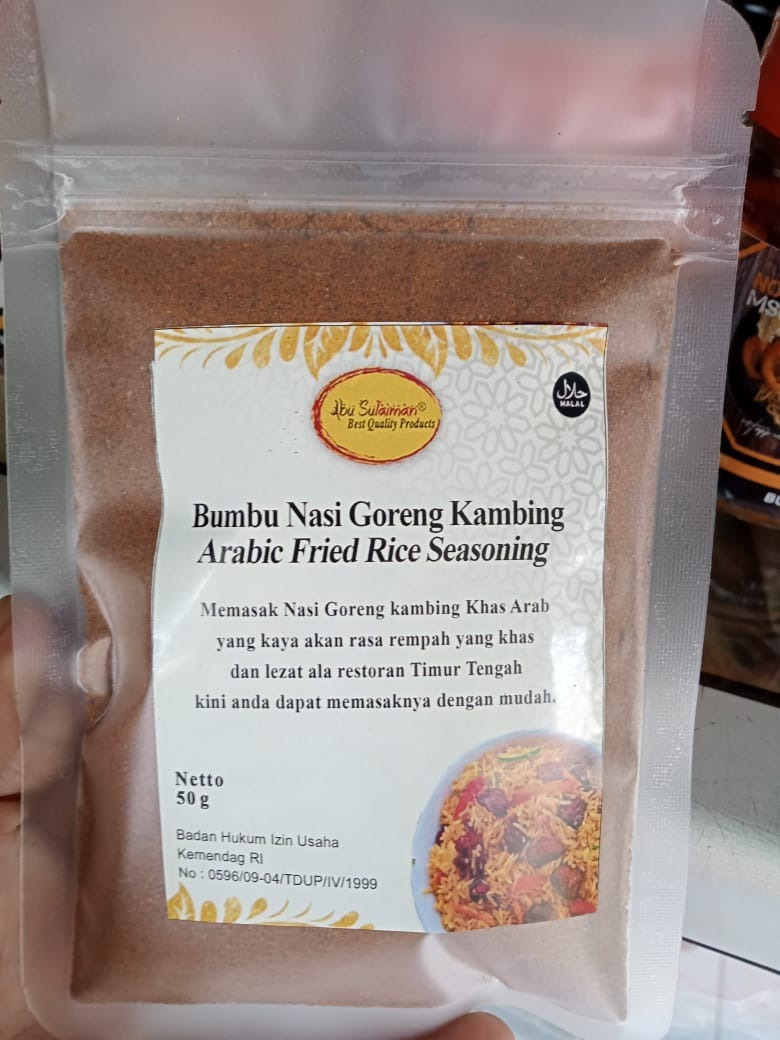 Abu Sulaiman®
Best Quality Products
حلال
HALAL
Bumbu Nasi Goreng Kambing
Arabic Fried Rice Seasoning
Memasak Nasi Goreng kambing Khas Arab
yang kaya akan rasa rempah yang khas
dan lezat ala restoran Timur Tengah
kini anda dapat memasaknya dengan mudah.
Netto
50 g
Badan Hukum Izin Usaha
Kemendag RI
No : 0596/09-04/TDUP/IV/1999